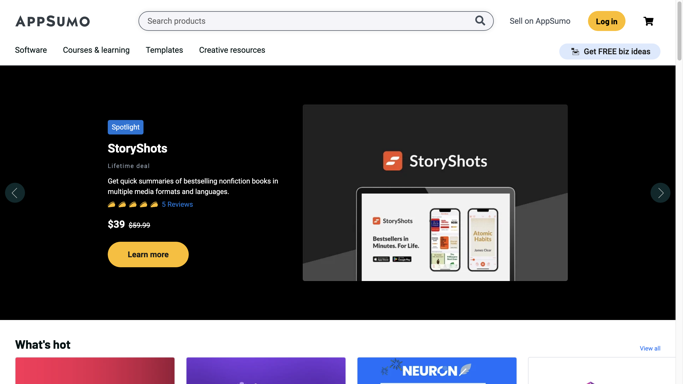 APPSUMO
Search products
Sell on AppSumo
Log in
Software
Courses & learning
Templates
Creative resources
Get FREE biz ideas
Spotlight
StoryShots
Lifetime deal
Get quick summaries of bestselling nonfiction books in
multiple media formats and languages.
5 Reviews
$39 $59.99
Learn more
StoryShots
StoryShots
Bestsellers in
Minutes. For Life.
Atomic
Habits
What's hot
View all
NEURON